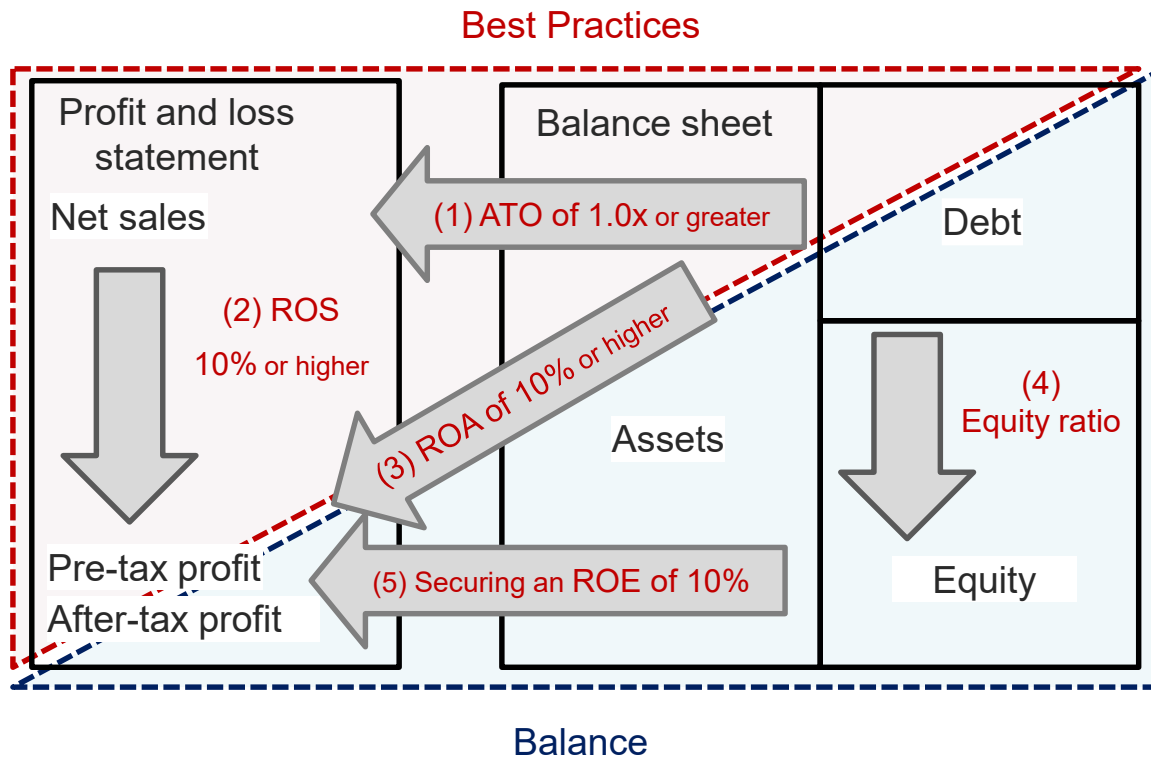 Best Practices
Profit and loss
statement
Balance sheet
Net sales
(1) ATO of 1.0x or greater
Debt
(2) ROS
10% or higher
(3) ROA of 10% or higher
Assets
(4)
Equity ratio
Pre-tax profit
After-tax profit
(5) Securing an ROE of 10%
Equity
Balance